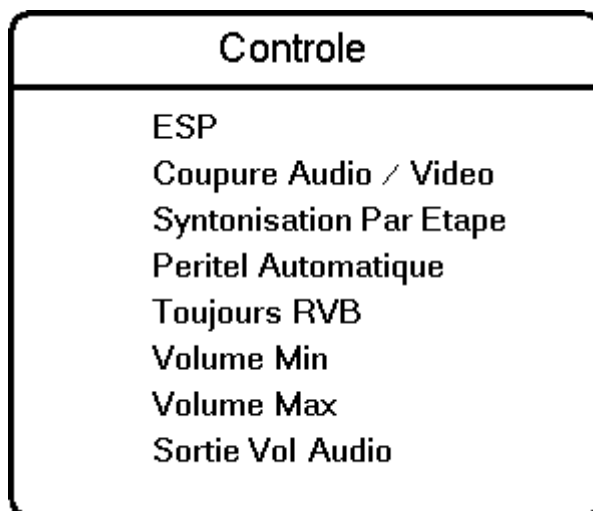 Controle
ESP
Coupure Audio / Video
Syntonisation Par Etape
Peritel Automatique
Toujours RVB
Volume Min
Volume Max
Sortie Vol Audio